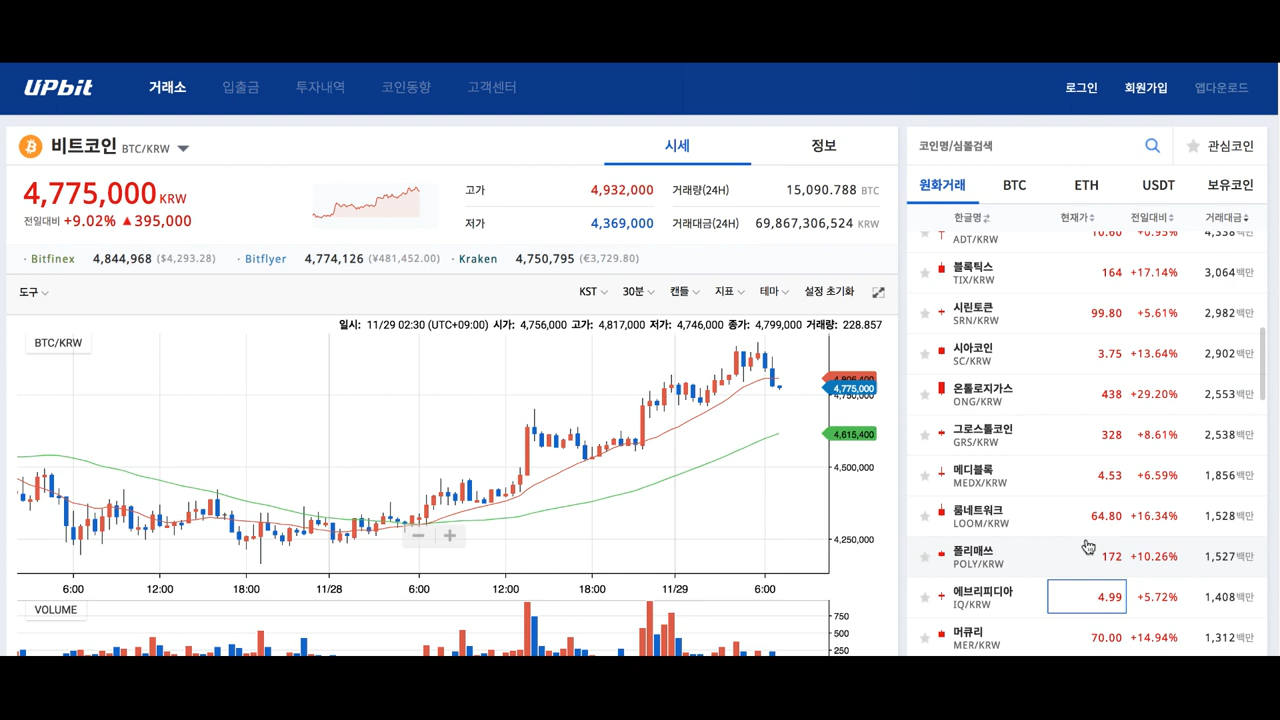 UPbit 거래소 입출금 투자내역 코인동향 고객센터 로그인 회원가입 앱다운로드
비트코인 BTC/KRW 시세 정보
4,775,000 KRW
전일대비 +9.02% ▲395,000
고가 4,932,000 거래량(24H) 15,090.788 BTC
저가 4,369,000 거래대금(24H) 69,867,306,524 KRW
· Bitfinex 4,844,968 ($4,293.28) · Bitflyer 4,774,126 (¥481,452.00) · Kraken 4,750,795 (€3,729.80)
도구 KST 30분 캔들 지표 테마 설정 초기화
일시: 11/29 02:30 (UTC+09:00) 시가: 4,756,000 고가: 4,817,000 저가: 4,746,000 종가: 4,799,000 거래량: 228.857
BTC/KRW
4,806,400
4,775,000
4,750,000
4,615,400
4,500,000
4,250,000
6:00 12:00 18:00 11/28 6:00 12:00 18:00 11/29 6:00
VOLUME
750
500
250
코인명/심볼검색 관심코인
원화거래 BTC ETH USDT 보유코인
한글명 현재가 전일대비 거래대금
ADT/KRW 10.60 +0.95% 4,338백만
블록틱스 164 +17.14% 3,064백만
TIX/KRW
시린토큰 99.80 +5.61% 2,982백만
SRN/KRW
시아코인 3.75 +13.64% 2,902백만
SC/KRW
온톨로지가스 438 +29.20% 2,553백만
ONG/KRW
그로스톨코인 328 +8.61% 2,538백만
GRS/KRW
메디블록 4.53 +6.59% 1,856백만
MEDX/KRW
룸네트워크 64.80 +16.34% 1,528백만
LOOM/KRW
폴리매쓰 172 +10.26% 1,527백만
POLY/KRW
에브리피디아 4.99 +5.72% 1,408백만
IQ/KRW
머큐리 70.00 +14.94% 1,312백만
MER/KRW